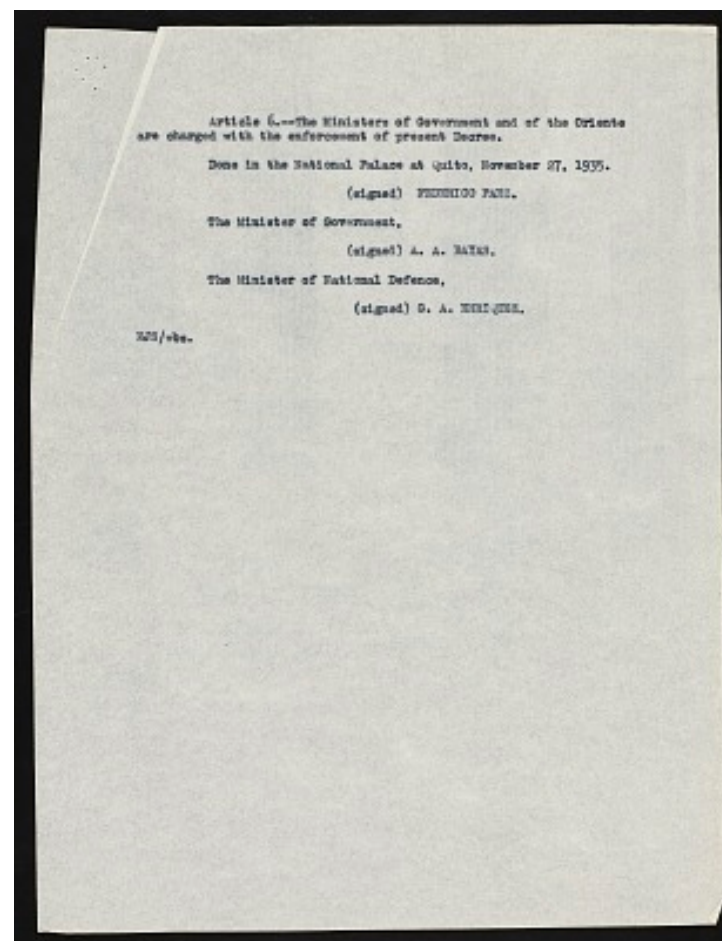 Article 6.--The Ministers of Government and of the Oriente
are charged with the enforcement of present Decree.
Done in the National Palace at Quito, November 27, 1935.
(signed) FEDERICO PAEZ.
The Minister of Government,
(signed) A. A. BAYAS.
The Minister of National Defence,
(signed) G. A. ENRIQUEZ.